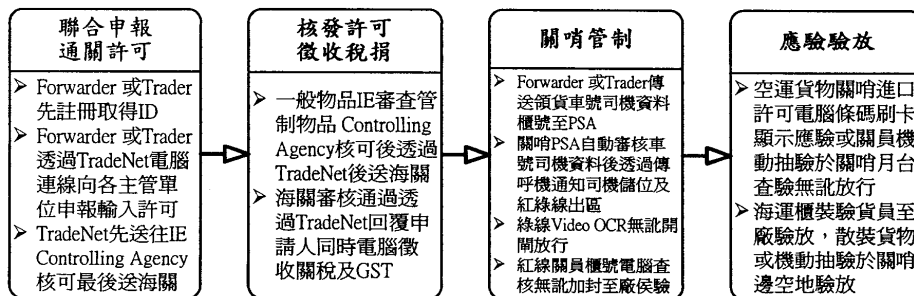 聯合申報
通關許可
➢ Forwarder 或Trader
先註冊取得ID
➢ Forwarder 或Trader
透過TradeNet電腦
連線向各主管單
位申報輸入許可
➢ TradeNet先送往IE
Controlling Agency
核可最後送海關
核發許可
徵收稅捐
➢ 一般物品IE審查管
制物品 Controlling
Agency核可後透過
TradeNet後送海關
➢ 海關審核通過透
過TradeNet回覆申
請人同時電腦徵
收關稅及GST
關哨管制
➢ Forwarder 或Trader傳
送領貨車號司機資料
櫃號至PSA
➢ 關哨PSA自動審核車
號司機資料後透過傳
呼機通知司機儲位及
紅綠線出區
➢ 綠線Video OCR無訛開
閘放行
➢ 紅線關員櫃號電腦查
核無訛加封至廠侯驗
應驗驗放
➢ 空運貨物關哨進口
許可電腦條碼刷卡
顯示應驗或關員機
動抽驗於關哨月台
查驗無訛放行
➢ 海運櫃裝驗貨員至
廠驗放，散裝貨物
或機動抽驗於關哨
邊空地驗放